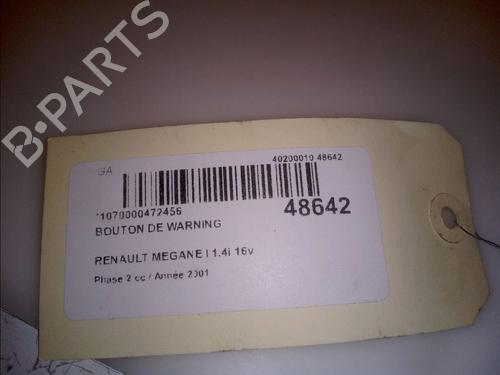 B-PARTS
GA
40200010 48642
*1070000472456
48642
BOUTON DE WARNING
RENAULT MEGANE I 1.4i 16v
Phase 2 cc / Année 2001